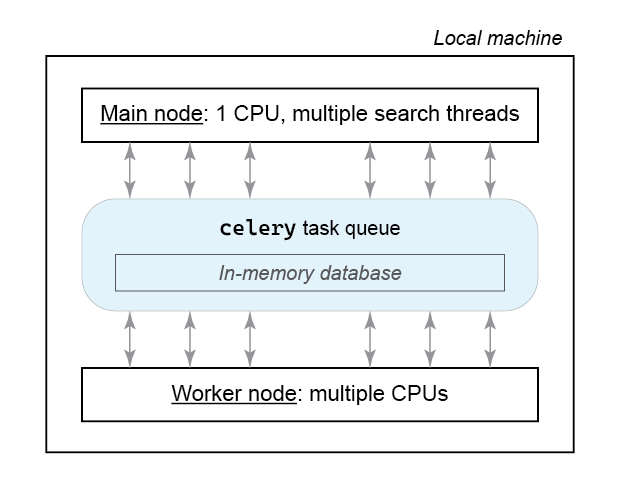 Local machine
Main node: 1 CPU, multiple search threads
celery task queue
In-memory database
Worker node: multiple CPUs